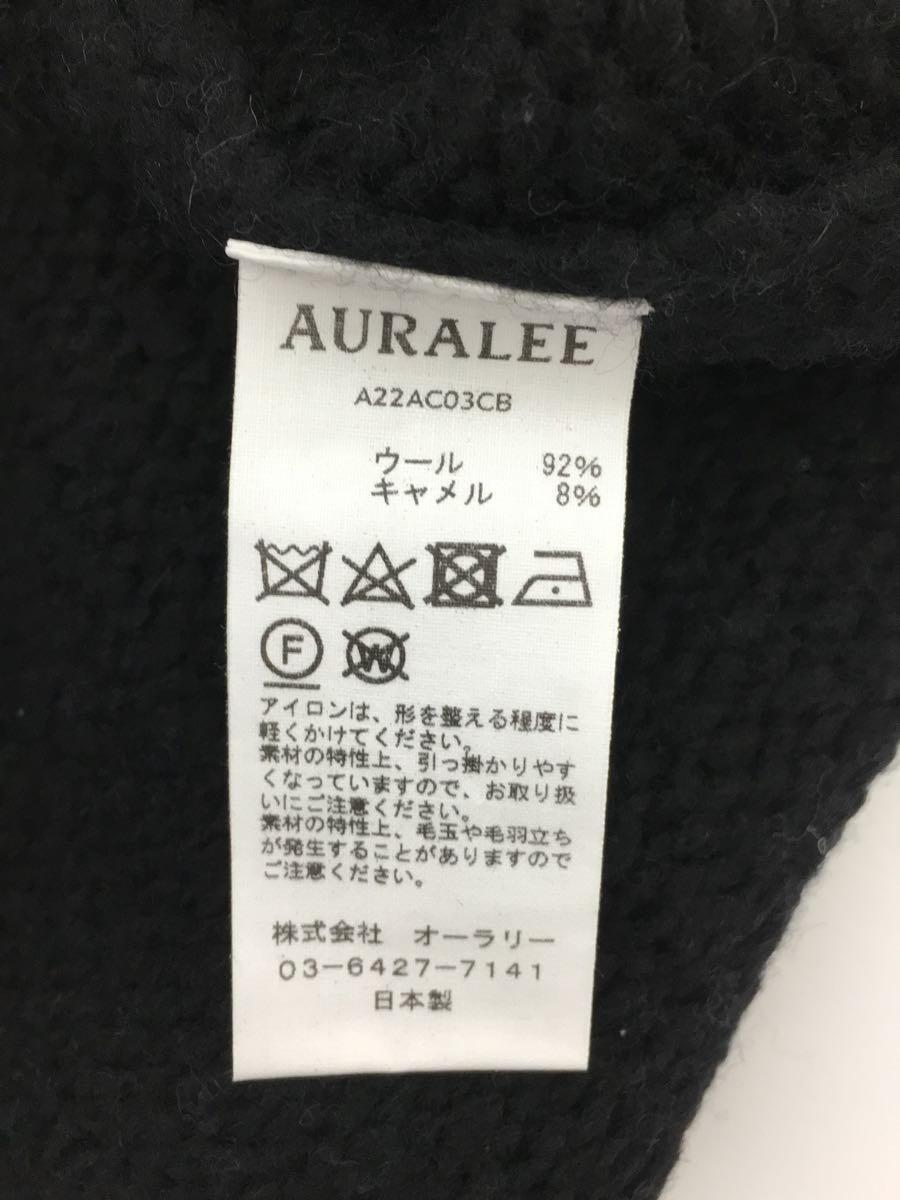 AURALEE
A22AC03CB
ウール 92%
キャメル 8%
F
W
アイロンは、形を整える程度に
軽くかけてください。
素材の特性上、引っ掛かりやす
くなっていますので、お取り扱
いにご注意ください。
素材の特性上、毛玉や毛羽立ち
が発生することがありますので
ご注意ください。
株式会社 オーラリー
03-6427-7141
日本製